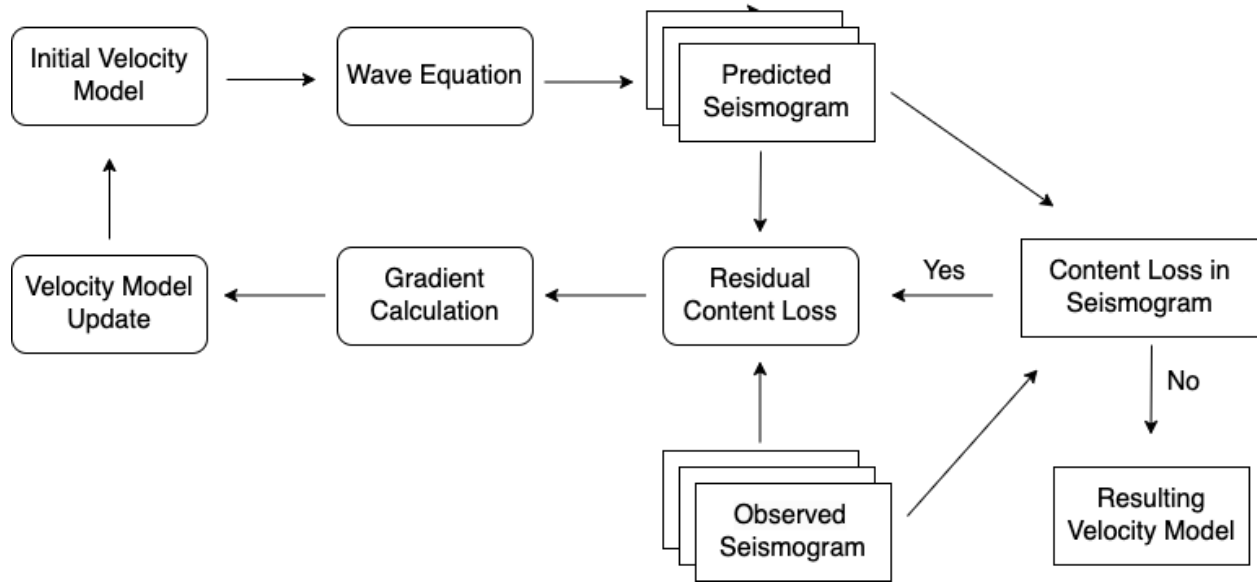 Initial Velocity
Model
Wave Equation
Predicted
Seismogram
Velocity Model
Update
Gradient
Calculation
Residual
Content Loss
Yes
Content Loss in
Seismogram
No
Observed
Seismogram
Resulting
Velocity Model